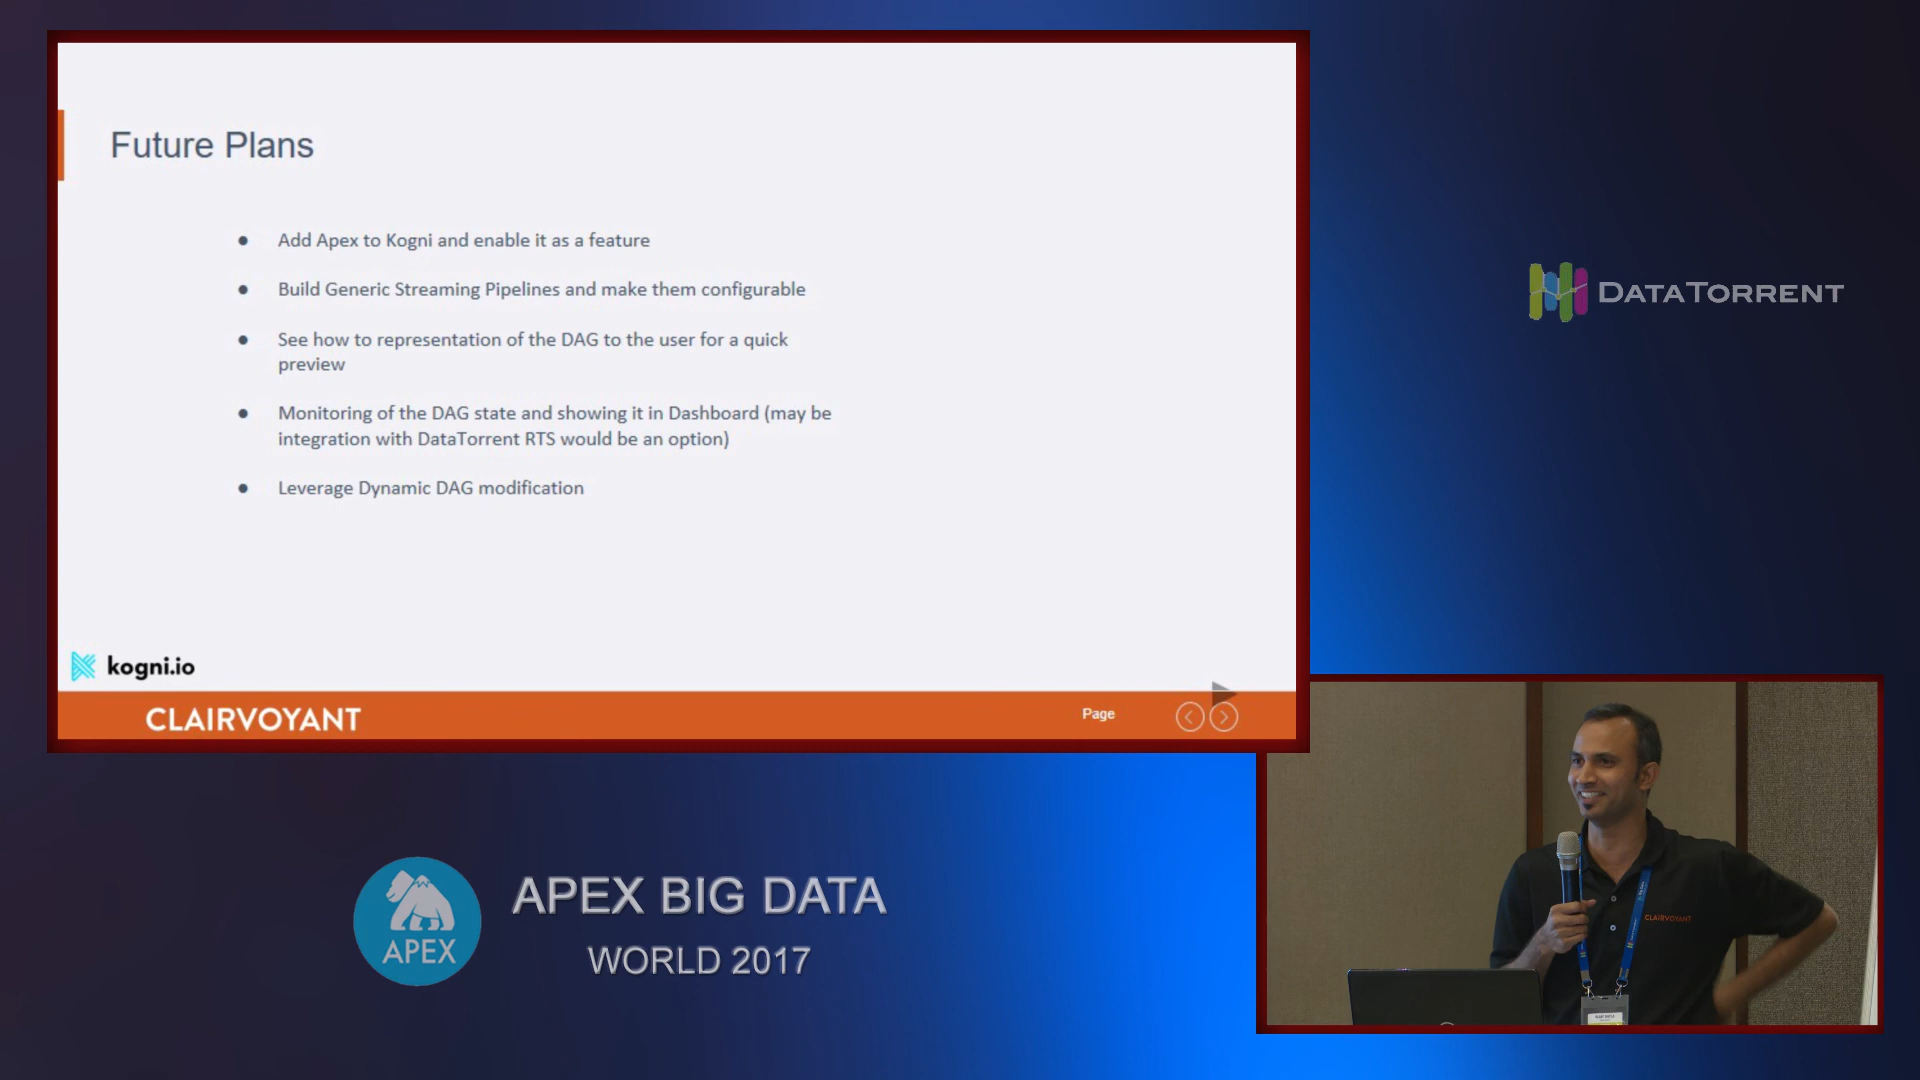 Future Plans
● Add Apex to Kogni and enable it as a feature
● Build Generic Streaming Pipelines and make them configurable
● See how to representation of the DAG to the user for a quick
preview
● Monitoring of the DAG state and showing it in Dashboard (may be
integration with DataTorrent RTS would be an option)
● Leverage Dynamic DAG modification
kogni.io
CLAIRVOYANT
Page
DATATORRENT
APEX
APEX BIG DATA
WORLD 2017
CLAIRVOYANT